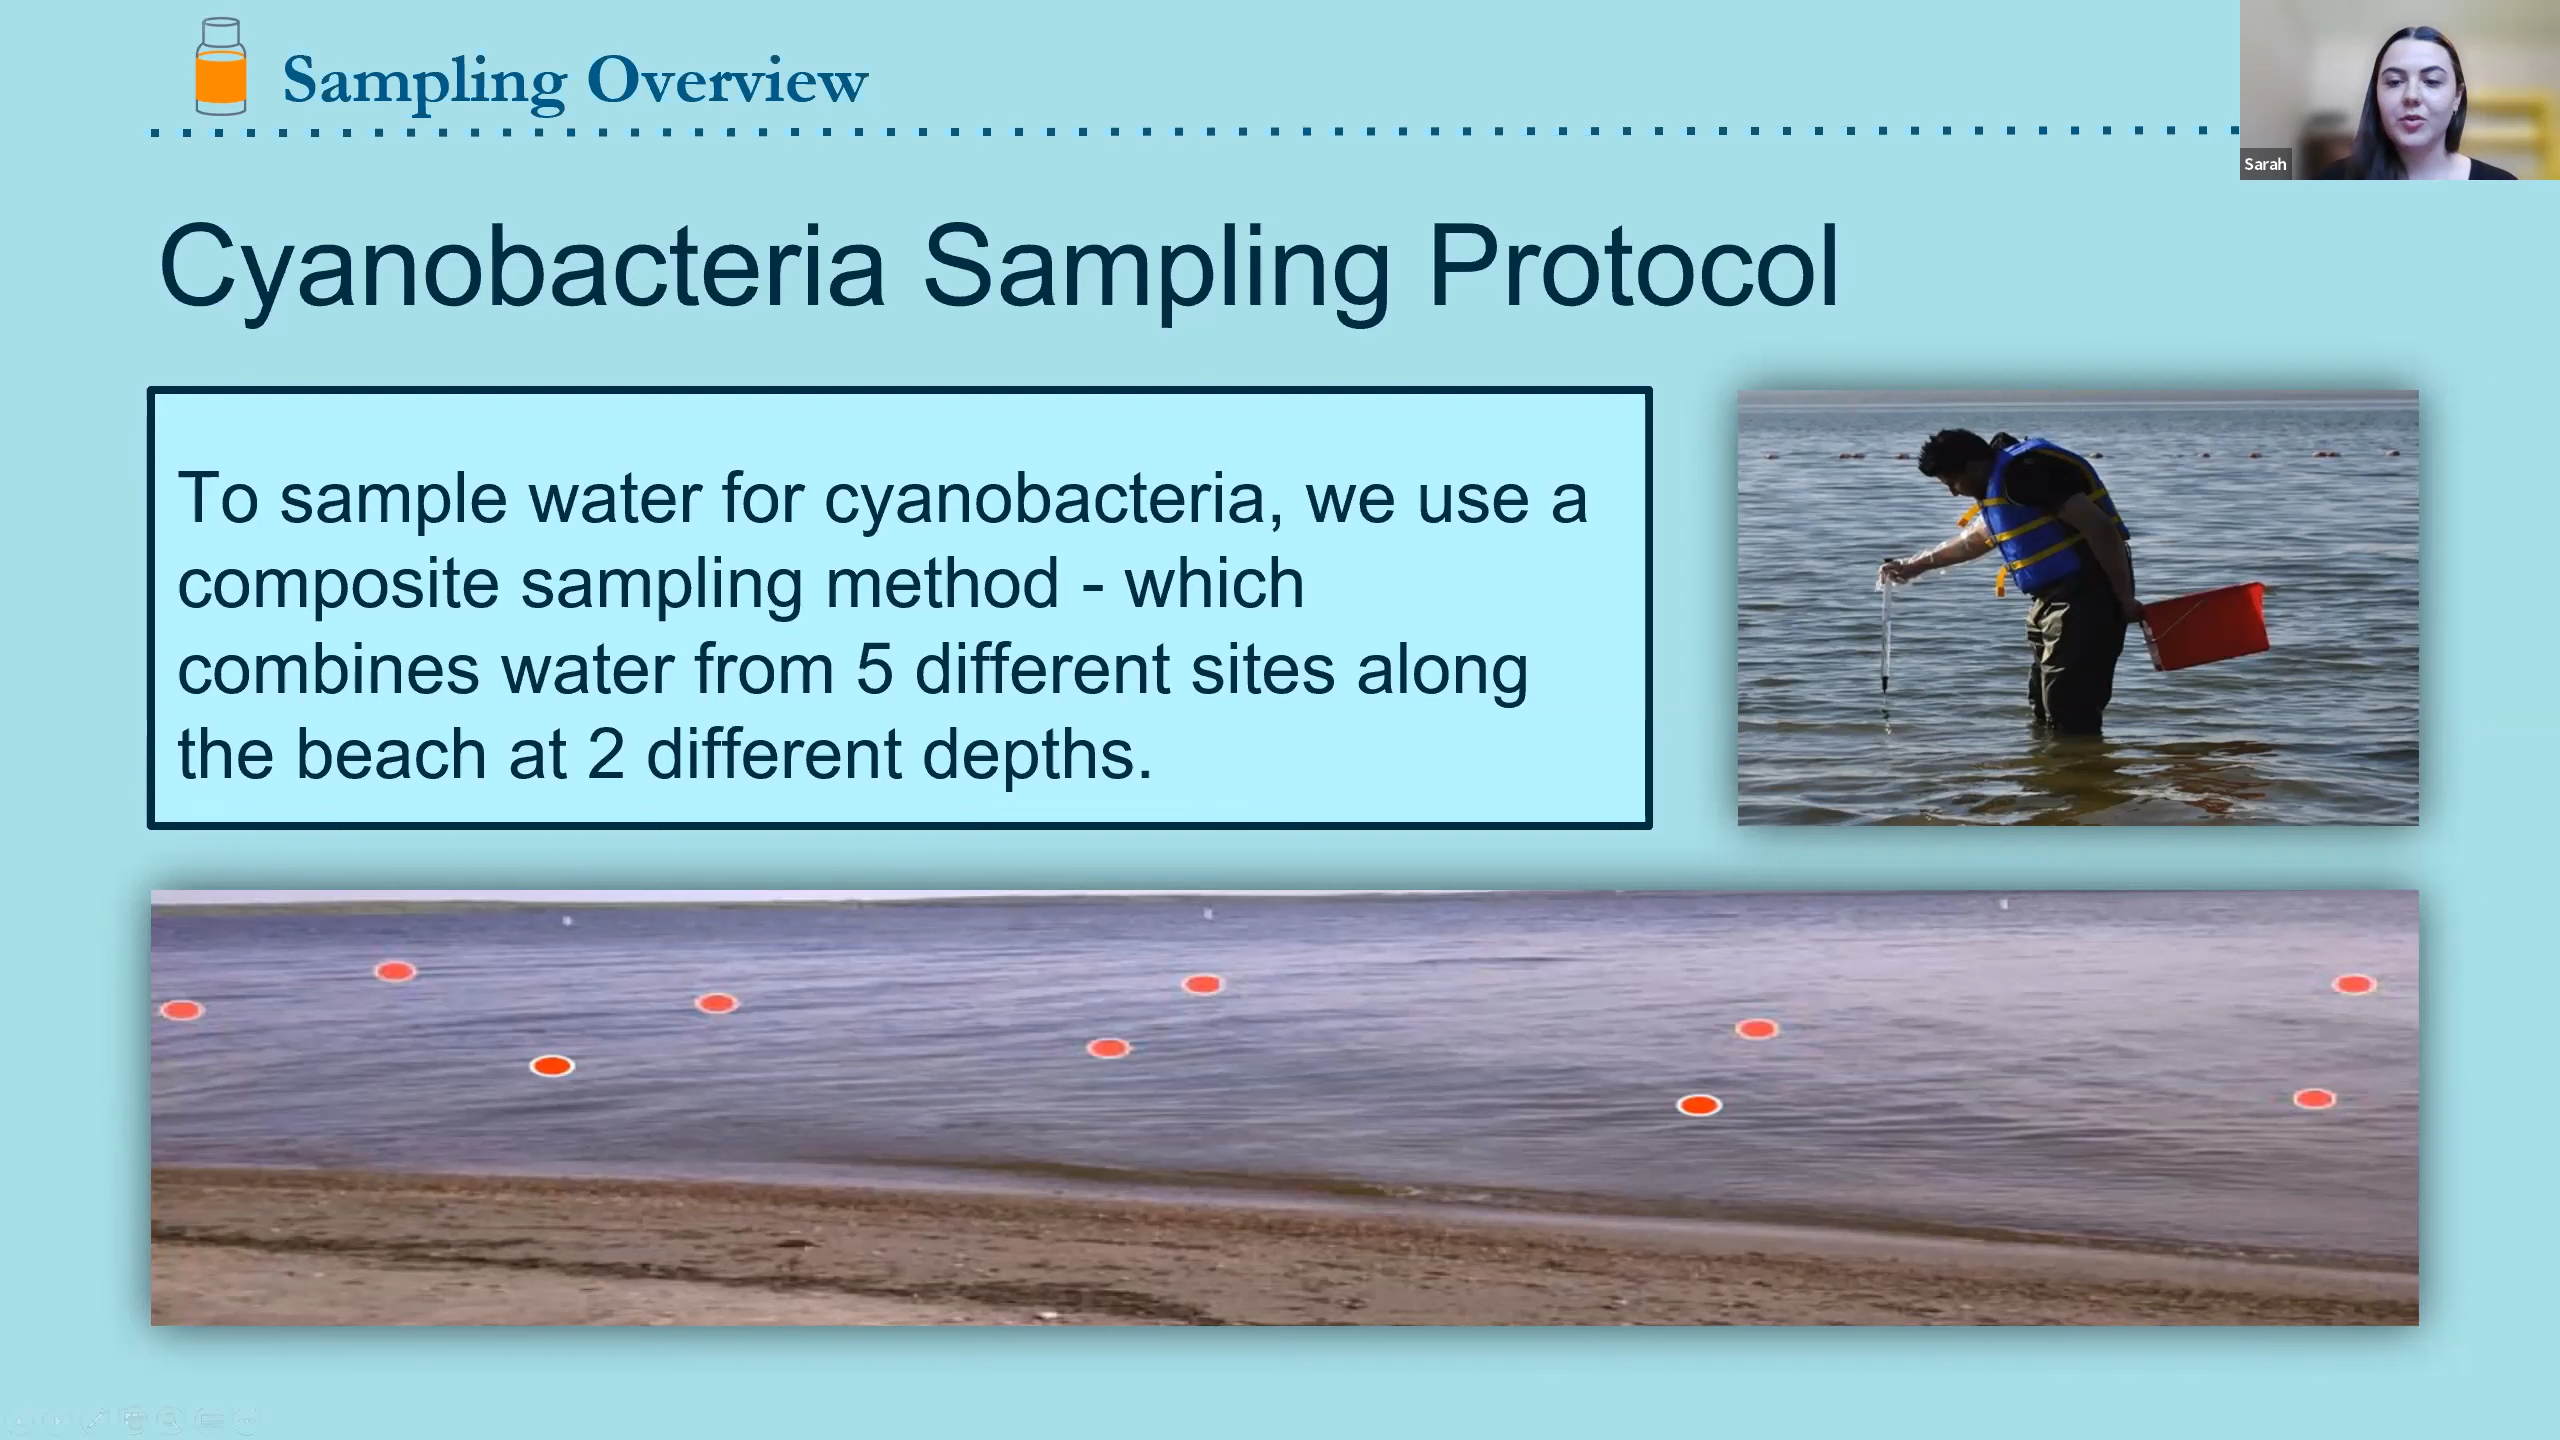 Sampling Overview
Sarah
Cyanobacteria Sampling Protocol
To sample water for cyanobacteria, we use a
composite sampling method - which
combines water from 5 different sites along
the beach at 2 different depths.